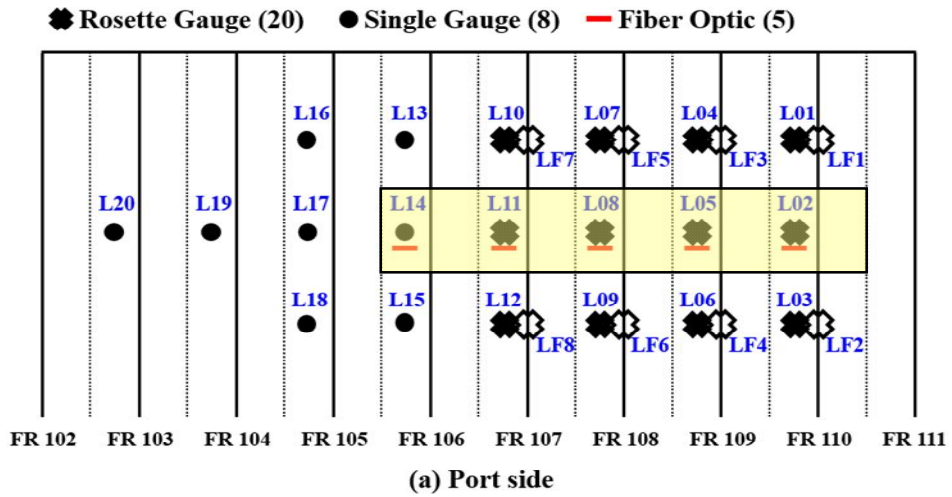 Rosette Gauge (20) Single Gauge (8) Fiber Optic (5)
L16 L13 L10 L07 L04 L01
LF7 LF5 LF3 LF1
L20 L19 L17 L14 L11 L08 L05 L02
L18 L15 L12 L09 L06 L03
LF8 LF6 LF4 LF2
FR 102 FR 103 FR 104 FR 105 FR 106 FR 107 FR 108 FR 109 FR 110 FR 111
(a) Port side